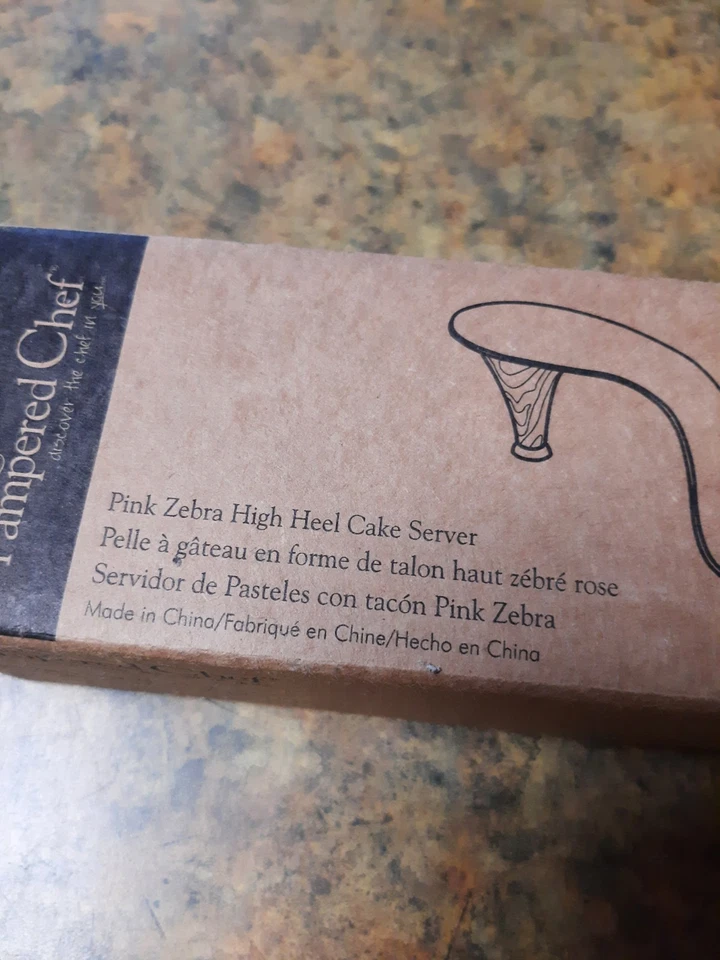 Pampered Chef
discover the chef in you
Pink Zebra High Heel Cake Server
Pelle à gâteau en forme de talon haut zébré rose
Servidor de Pasteles con tacón Pink Zebra
Made in China/Fabriqué en Chine/Hecho en China